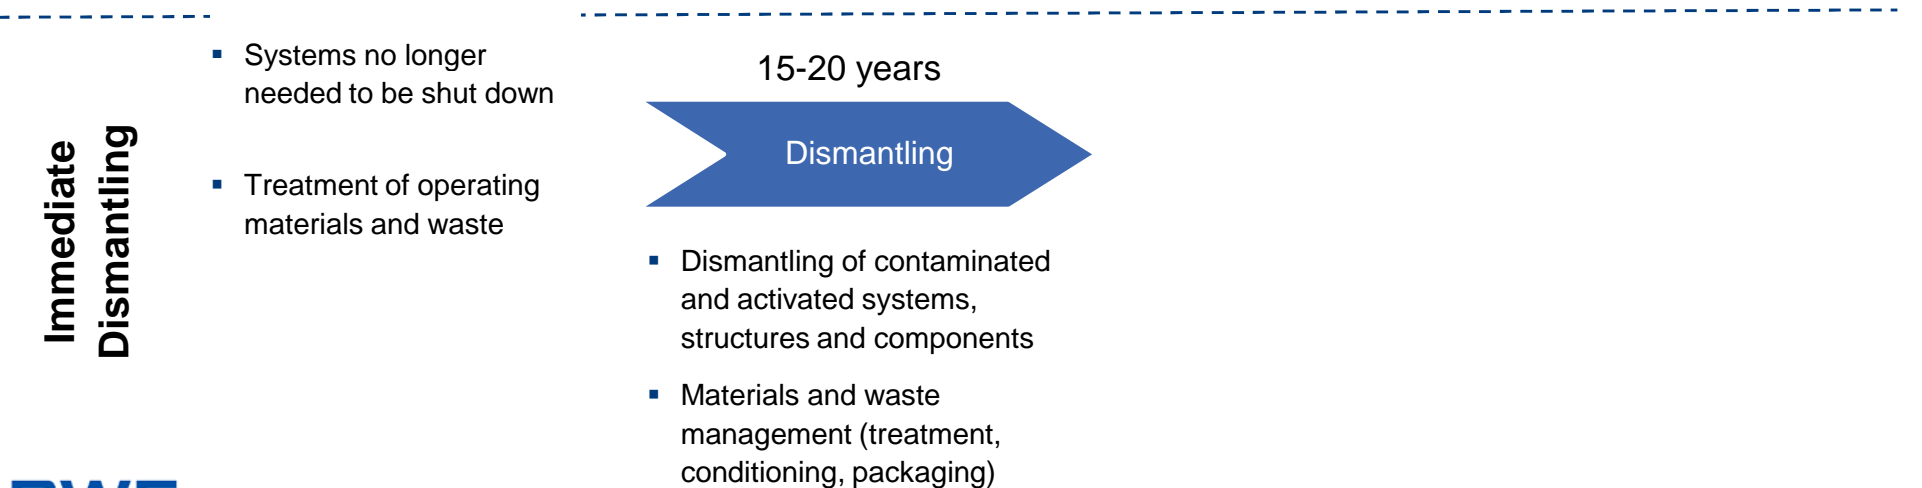 Immediate
Dismantling
▪ Systems no longer
needed to be shut down
▪ Treatment of operating
materials and waste
15-20 years
Dismantling
▪ Dismantling of contaminated
and activated systems,
structures and components
▪ Materials and waste
management (treatment,
conditioning, packaging)